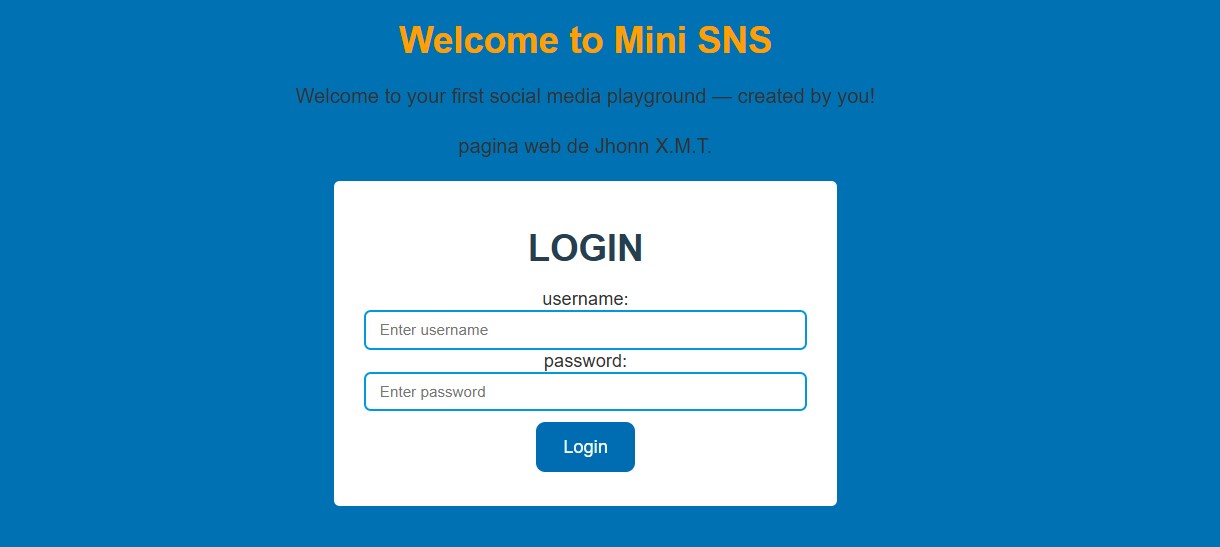 Welcome to Mini SNS
Welcome to your first social media playground — created by you!
pagina web de Jhonn X.M.T.
LOGIN
username:
Enter username
password:
Enter password
Login